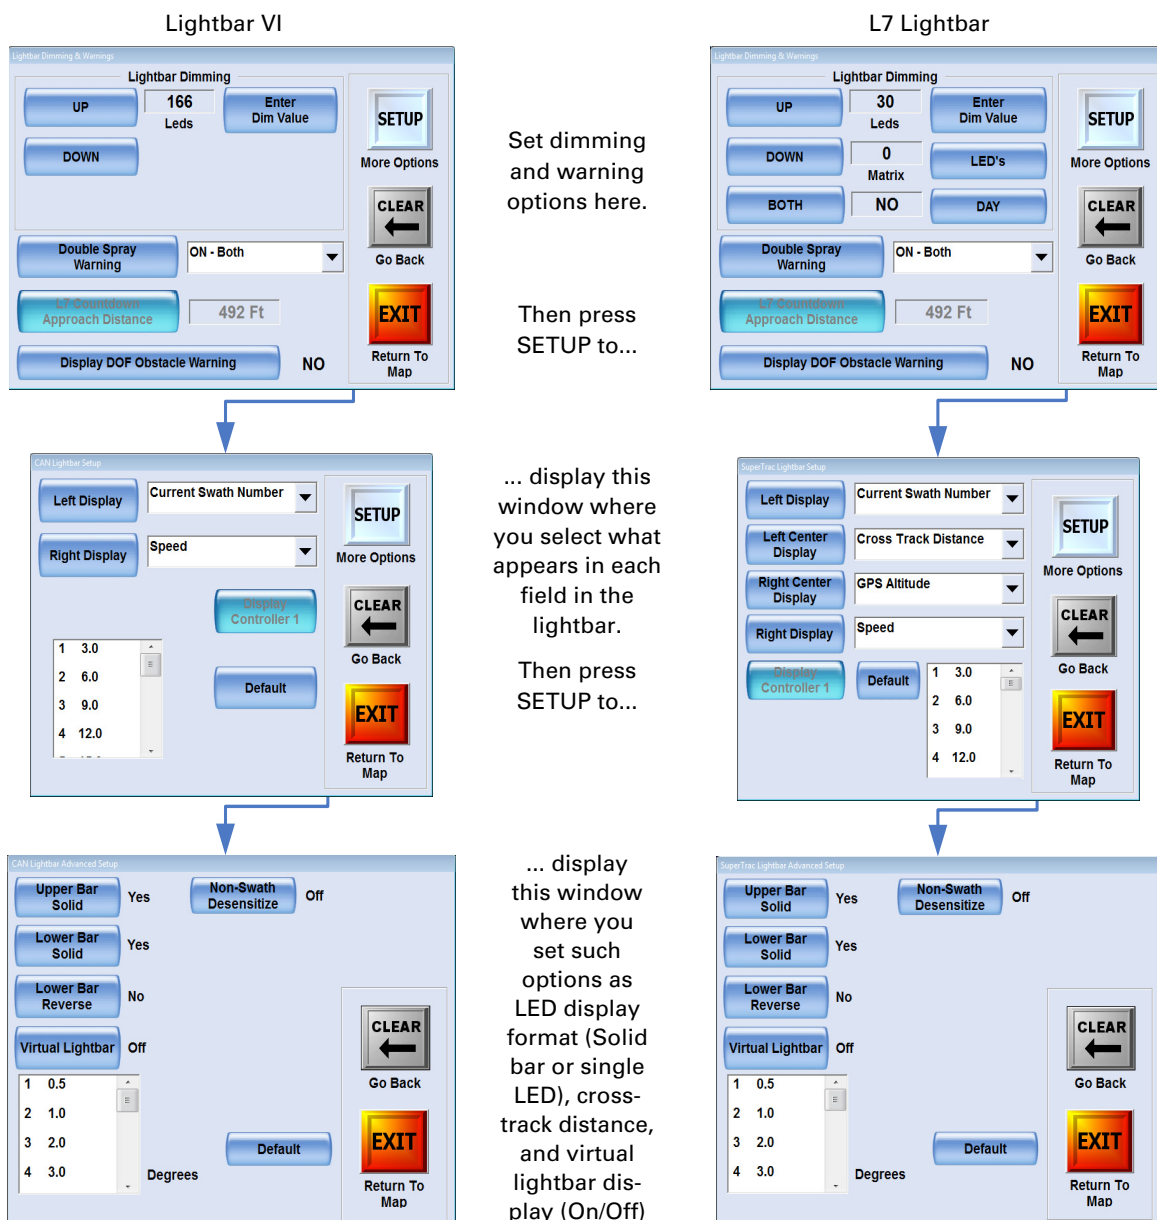 Lightbar VI
Lightbar Dimming & Warnings
Lightbar Dimming
UP
166
Leds
Enter
Dim Value
DOWN
SETUP
More Options
CLEAR
Go Back
Double Spray
Warning
ON - Both
L7 Countdown
Approach Distance
492 Ft
EXIT
Return To
Map
Display DOF Obstacle Warning
NO
Set dimming
and warning
options here.
Then press
SETUP to...
L7 Lightbar
Lightbar Dimming & Warnings
Lightbar Dimming
UP
30
Leds
Enter
Dim Value
DOWN
0
Matrix
LED's
BOTH
NO
DAY
SETUP
More Options
CLEAR
Go Back
Double Spray
Warning
ON - Both
L7 Countdown
Approach Distance
492 Ft
EXIT
Return To
Map
Display DOF Obstacle Warning
NO
CAN Lightbar Setup
Left Display
Current Swath Number
Right Display
Speed
SETUP
More Options
Display
Controller 1
CLEAR
Go Back
1 3.0
2 6.0
3 9.0
4 12.0
Default
EXIT
Return To
Map
... display this
window where
you select what
appears in each
field in the
lightbar.
Then press
SETUP to...
SuperTrac Lightbar Setup
Left Display
Current Swath Number
Left Center
Display
Cross Track Distance
Right Center
Display
GPS Altitude
Right Display
Speed
SETUP
More Options
CLEAR
Go Back
Display
Controller 1
Default
1 3.0
2 6.0
3 9.0
4 12.0
EXIT
Return To
Map
CAN Lightbar Advanced Setup
Upper Bar
Solid
Yes
Non-Swath
Desensitize
Off
Lower Bar
Solid
Yes
Lower Bar
Reverse
No
Virtual Lightbar
Off
1 0.5
2 1.0
3 2.0
4 3.0
Degrees
Default
CLEAR
Go Back
EXIT
Return To
Map
... display
this window
where you
set such
options as
LED display
format (Solid
bar or single
LED), cross-
track distance,
and virtual
lightbar dis-
play (On/Off)
SuperTrac Lightbar Advanced Setup
Upper Bar
Solid
Yes
Non-Swath
Desensitize
Off
Lower Bar
Solid
Yes
Lower Bar
Reverse
No
Virtual Lightbar
Off
1 0.5
2 1.0
3 2.0
4 3.0
Degrees
Default
CLEAR
Go Back
EXIT
Return To
Map